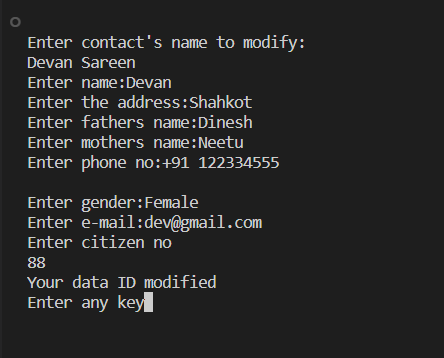 Enter contact's name to modify:
Devan Sareen
Enter name:Devan
Enter the address:Shahkot
Enter fathers name:Dinesh
Enter mothers name:Neetu
Enter phone no:+91 122334555
Enter gender:Female
Enter e-mail:dev@gmail.com
Enter citizen no
88
Your data ID modified
Enter any key